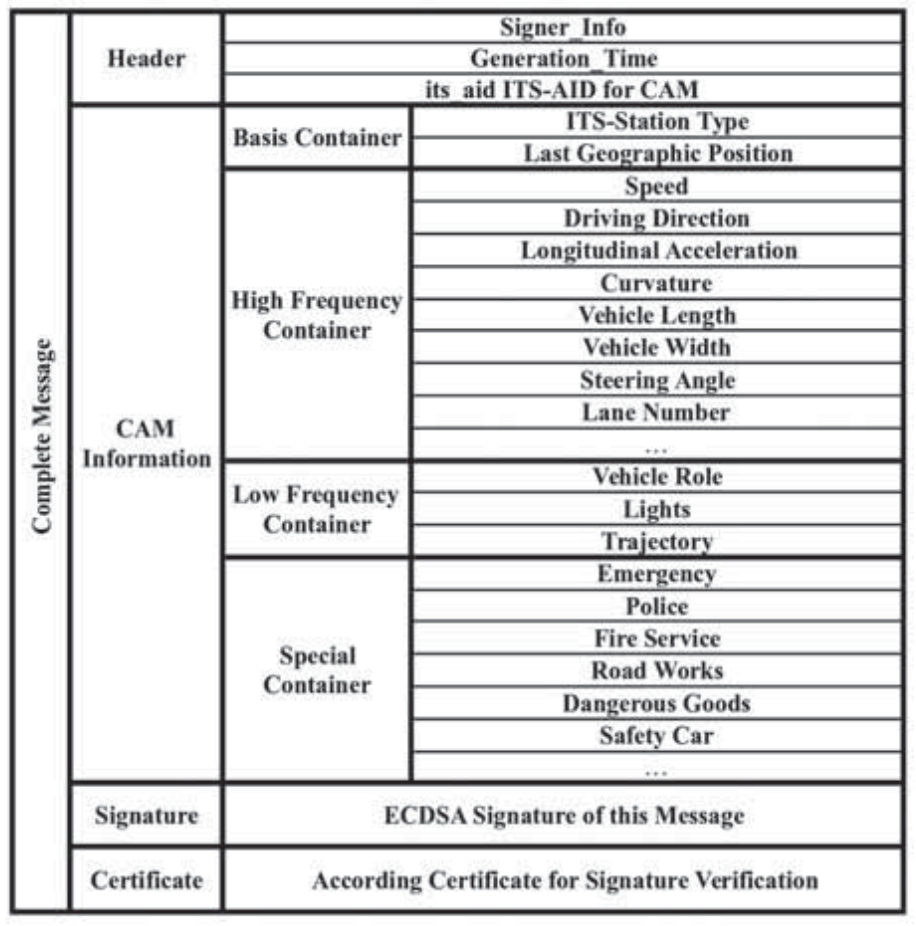 Complete Message
Header
Signer_Info
Generation_Time
its_aid ITS-AID for CAM
CAM
Information
Basis Container
ITS-Station Type
Last Geographic Position
High Frequency
Container
Speed
Driving Direction
Longitudinal Acceleration
Curvature
Vehicle Length
Vehicle Width
Steering Angle
Lane Number
...
Low Frequency
Container
Vehicle Role
Lights
Trajectory
Special
Container
Emergency
Police
Fire Service
Road Works
Dangerous Goods
Safety Car
...
Signature
ECDSA Signature of this Message
Certificate
According Certificate for Signature Verification